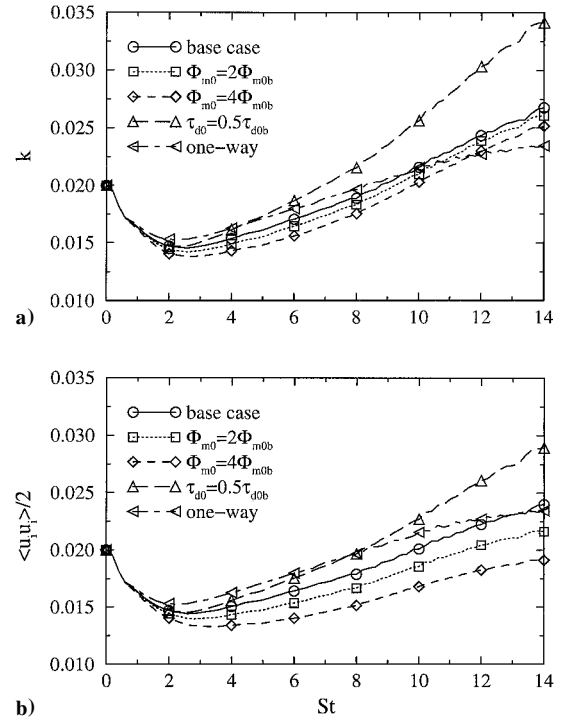 0.035
0.030
0.025
0.020
0.015
0.010
k
base case
Φm0=2Φm0b
Φm0=4Φm0b
τd0=0.5τd0b
one-way
0 2 4 6 8 10 12 14
a)
St
0.035
0.030
0.025
0.020
0.015
0.010
<uiui>/2
base case
Φm0=2Φm0b
Φm0=4Φm0b
τd0=0.5τd0b
one-way
0 2 4 6 8 10 12 14
b)
St